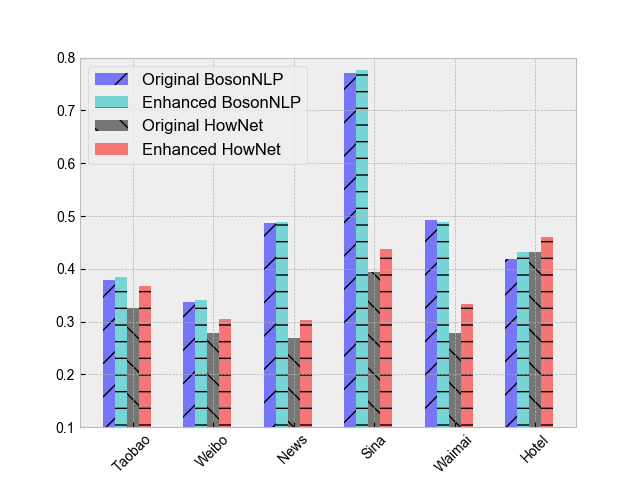 0.8
0.7
0.6
0.5
0.4
0.3
0.2
0.1
Original BosonNLP
Enhanced BosonNLP
Original HowNet
Enhanced HowNet
Taobao
Weibo
News
Sina
Waimai
Hotel